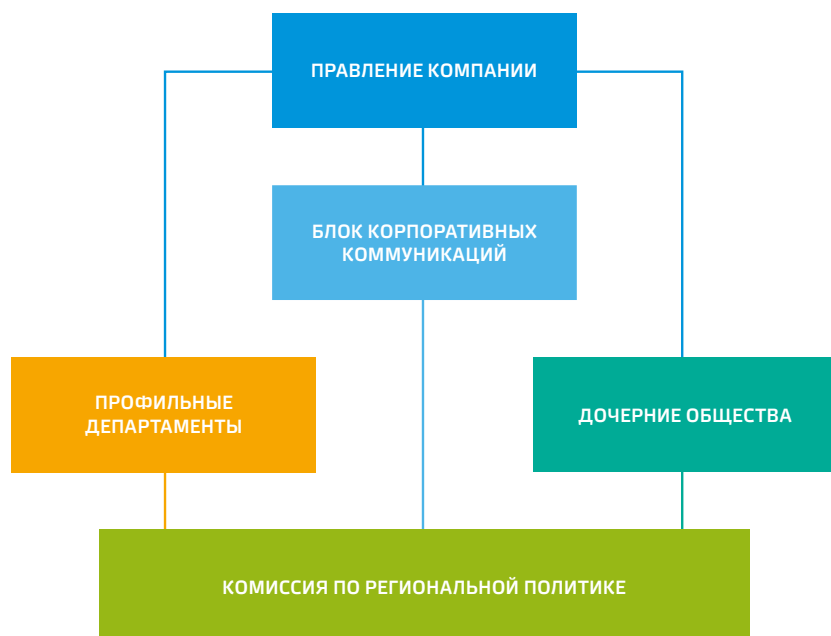 ПРАВЛЕНИЕ КОМПАНИИ
БЛОК КОРПОРАТИВНЫХ
КОММУНИКАЦИЙ
ПРОФИЛЬНЫЕ
ДЕПАРТАМЕНТЫ
ДОЧЕРНИЕ ОБЩЕСТВА
КОМИССИЯ ПО РЕГИОНАЛЬНОЙ ПОЛИТИКЕ